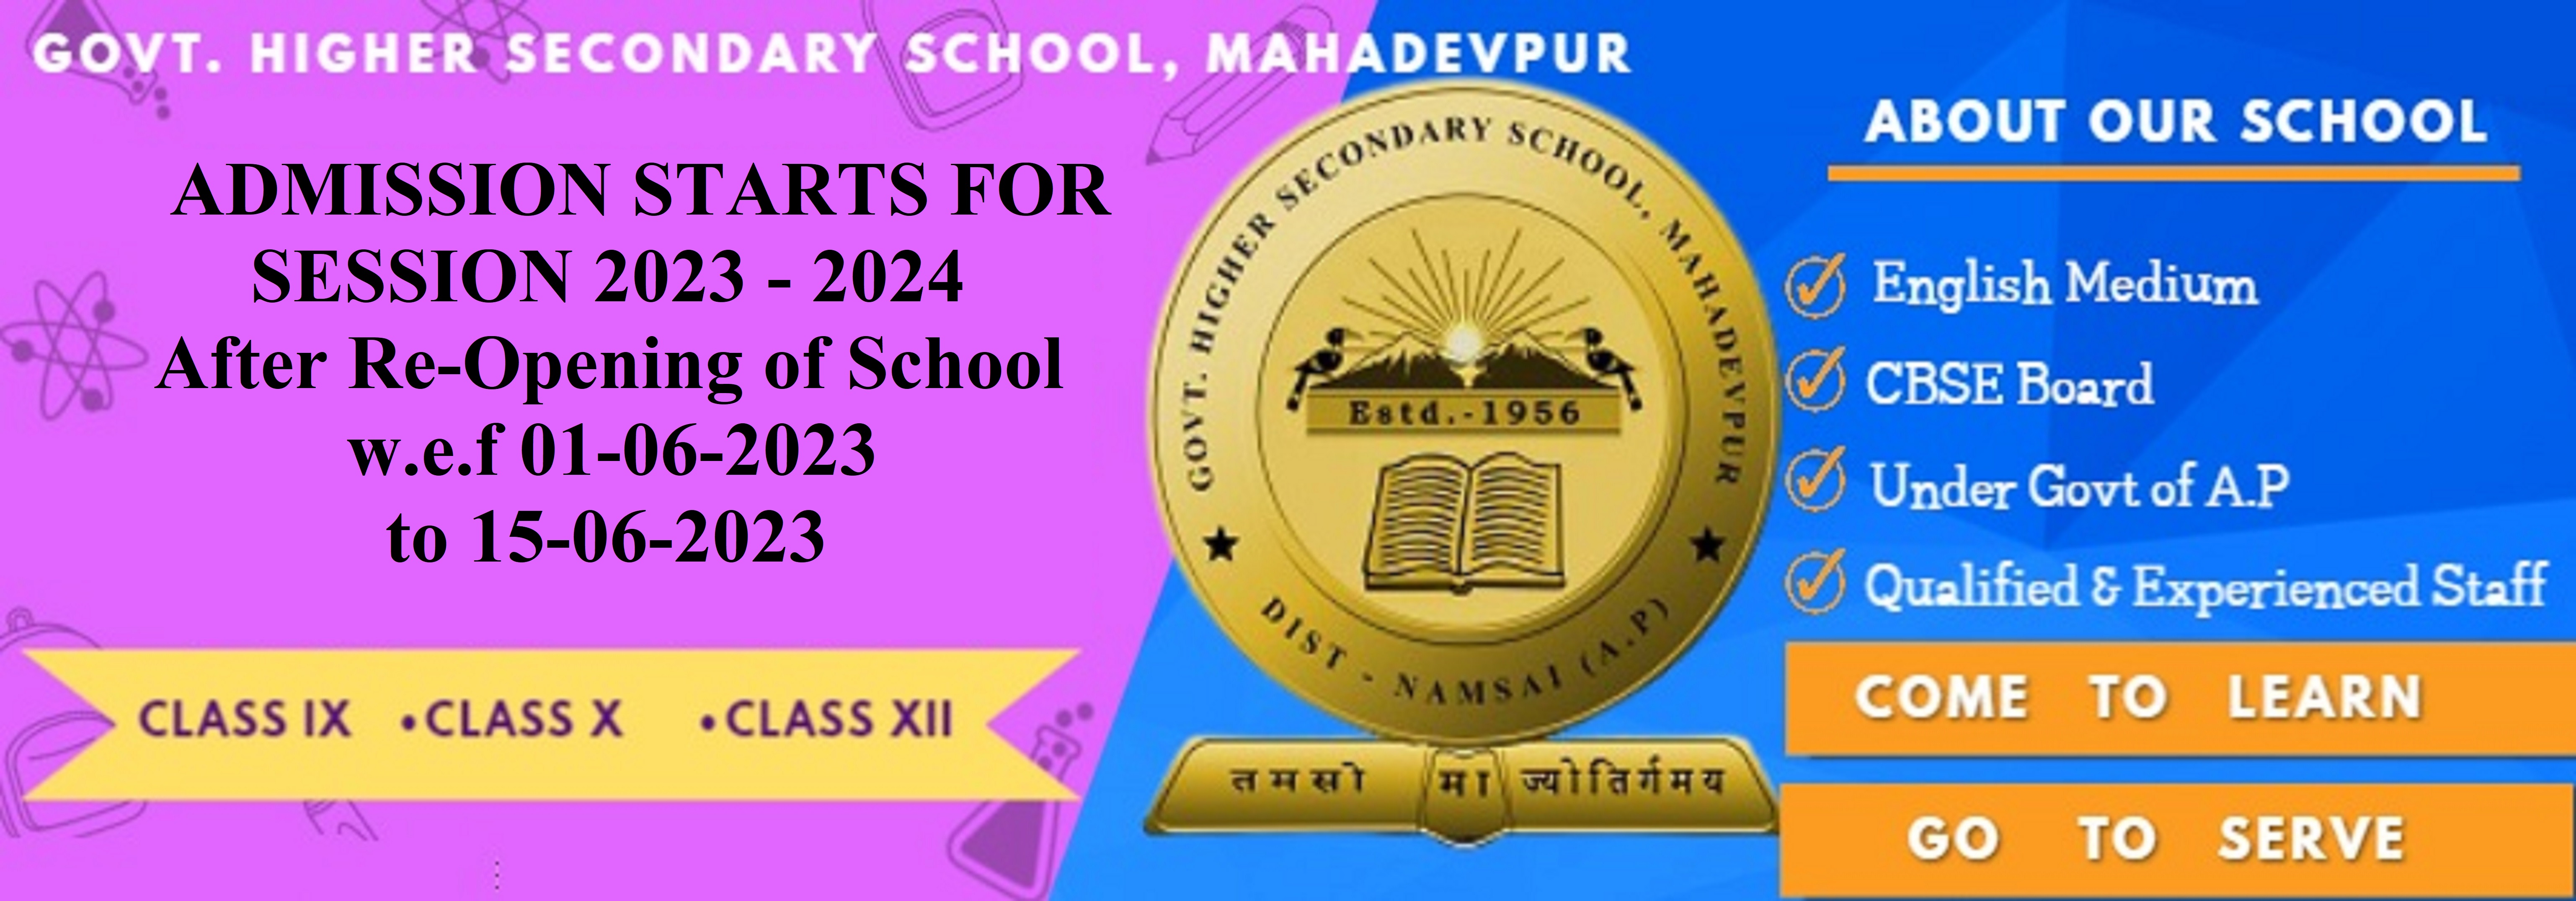 GOVT. HIGHER SECONDARY SCHOOL, MAHADEVPUR
ADMISSION STARTS FOR
SESSION 2023 - 2024
After Re-Opening of School
w.e.f 01-06-2023
to 15-06-2023
CLASS IX •CLASS X •CLASS XII
GOVT. HIGHER SECONDARY SCHOOL, MAHADEVPUR
Estd.-1956
DIST - NAMSAI (A.P)
तमसो मा ज्योतिर्गमय
ABOUT OUR SCHOOL
English Medium
CBSE Board
Under Govt of A.P
Qualified & Experienced Staff
COME TO LEARN
GO TO SERVE